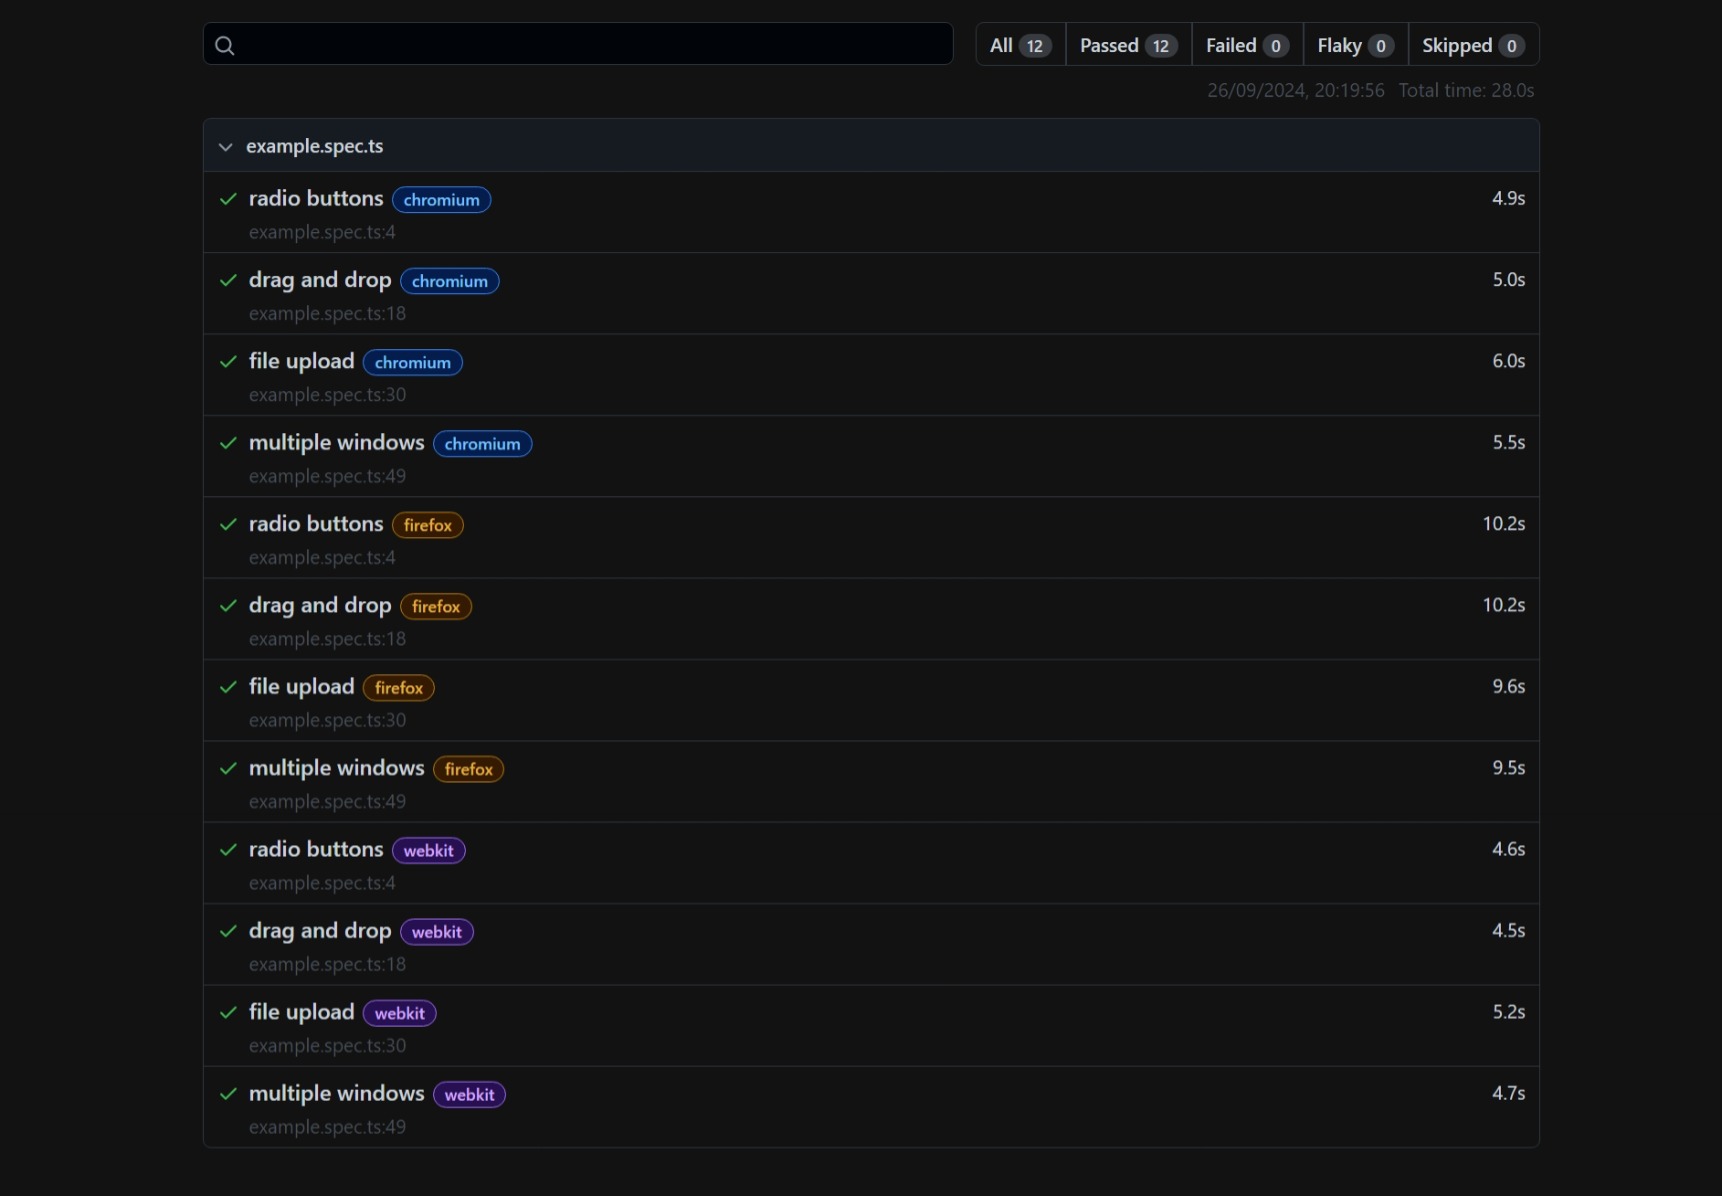 All 12 Passed 12 Failed 0 Flaky 0 Skipped 0
26/09/2024, 20:19:56 Total time: 28.0s
example.spec.ts
radio buttons chromium 4.9s
example.spec.ts:4
drag and drop chromium 5.0s
example.spec.ts:18
file upload chromium 6.0s
example.spec.ts:30
multiple windows chromium 5.5s
example.spec.ts:49
radio buttons firefox 10.2s
example.spec.ts:4
drag and drop firefox 10.2s
example.spec.ts:18
file upload firefox 9.6s
example.spec.ts:30
multiple windows firefox 9.5s
example.spec.ts:49
radio buttons webkit 4.6s
example.spec.ts:4
drag and drop webkit 4.5s
example.spec.ts:18
file upload webkit 5.2s
example.spec.ts:30
multiple windows webkit 4.7s
example.spec.ts:49